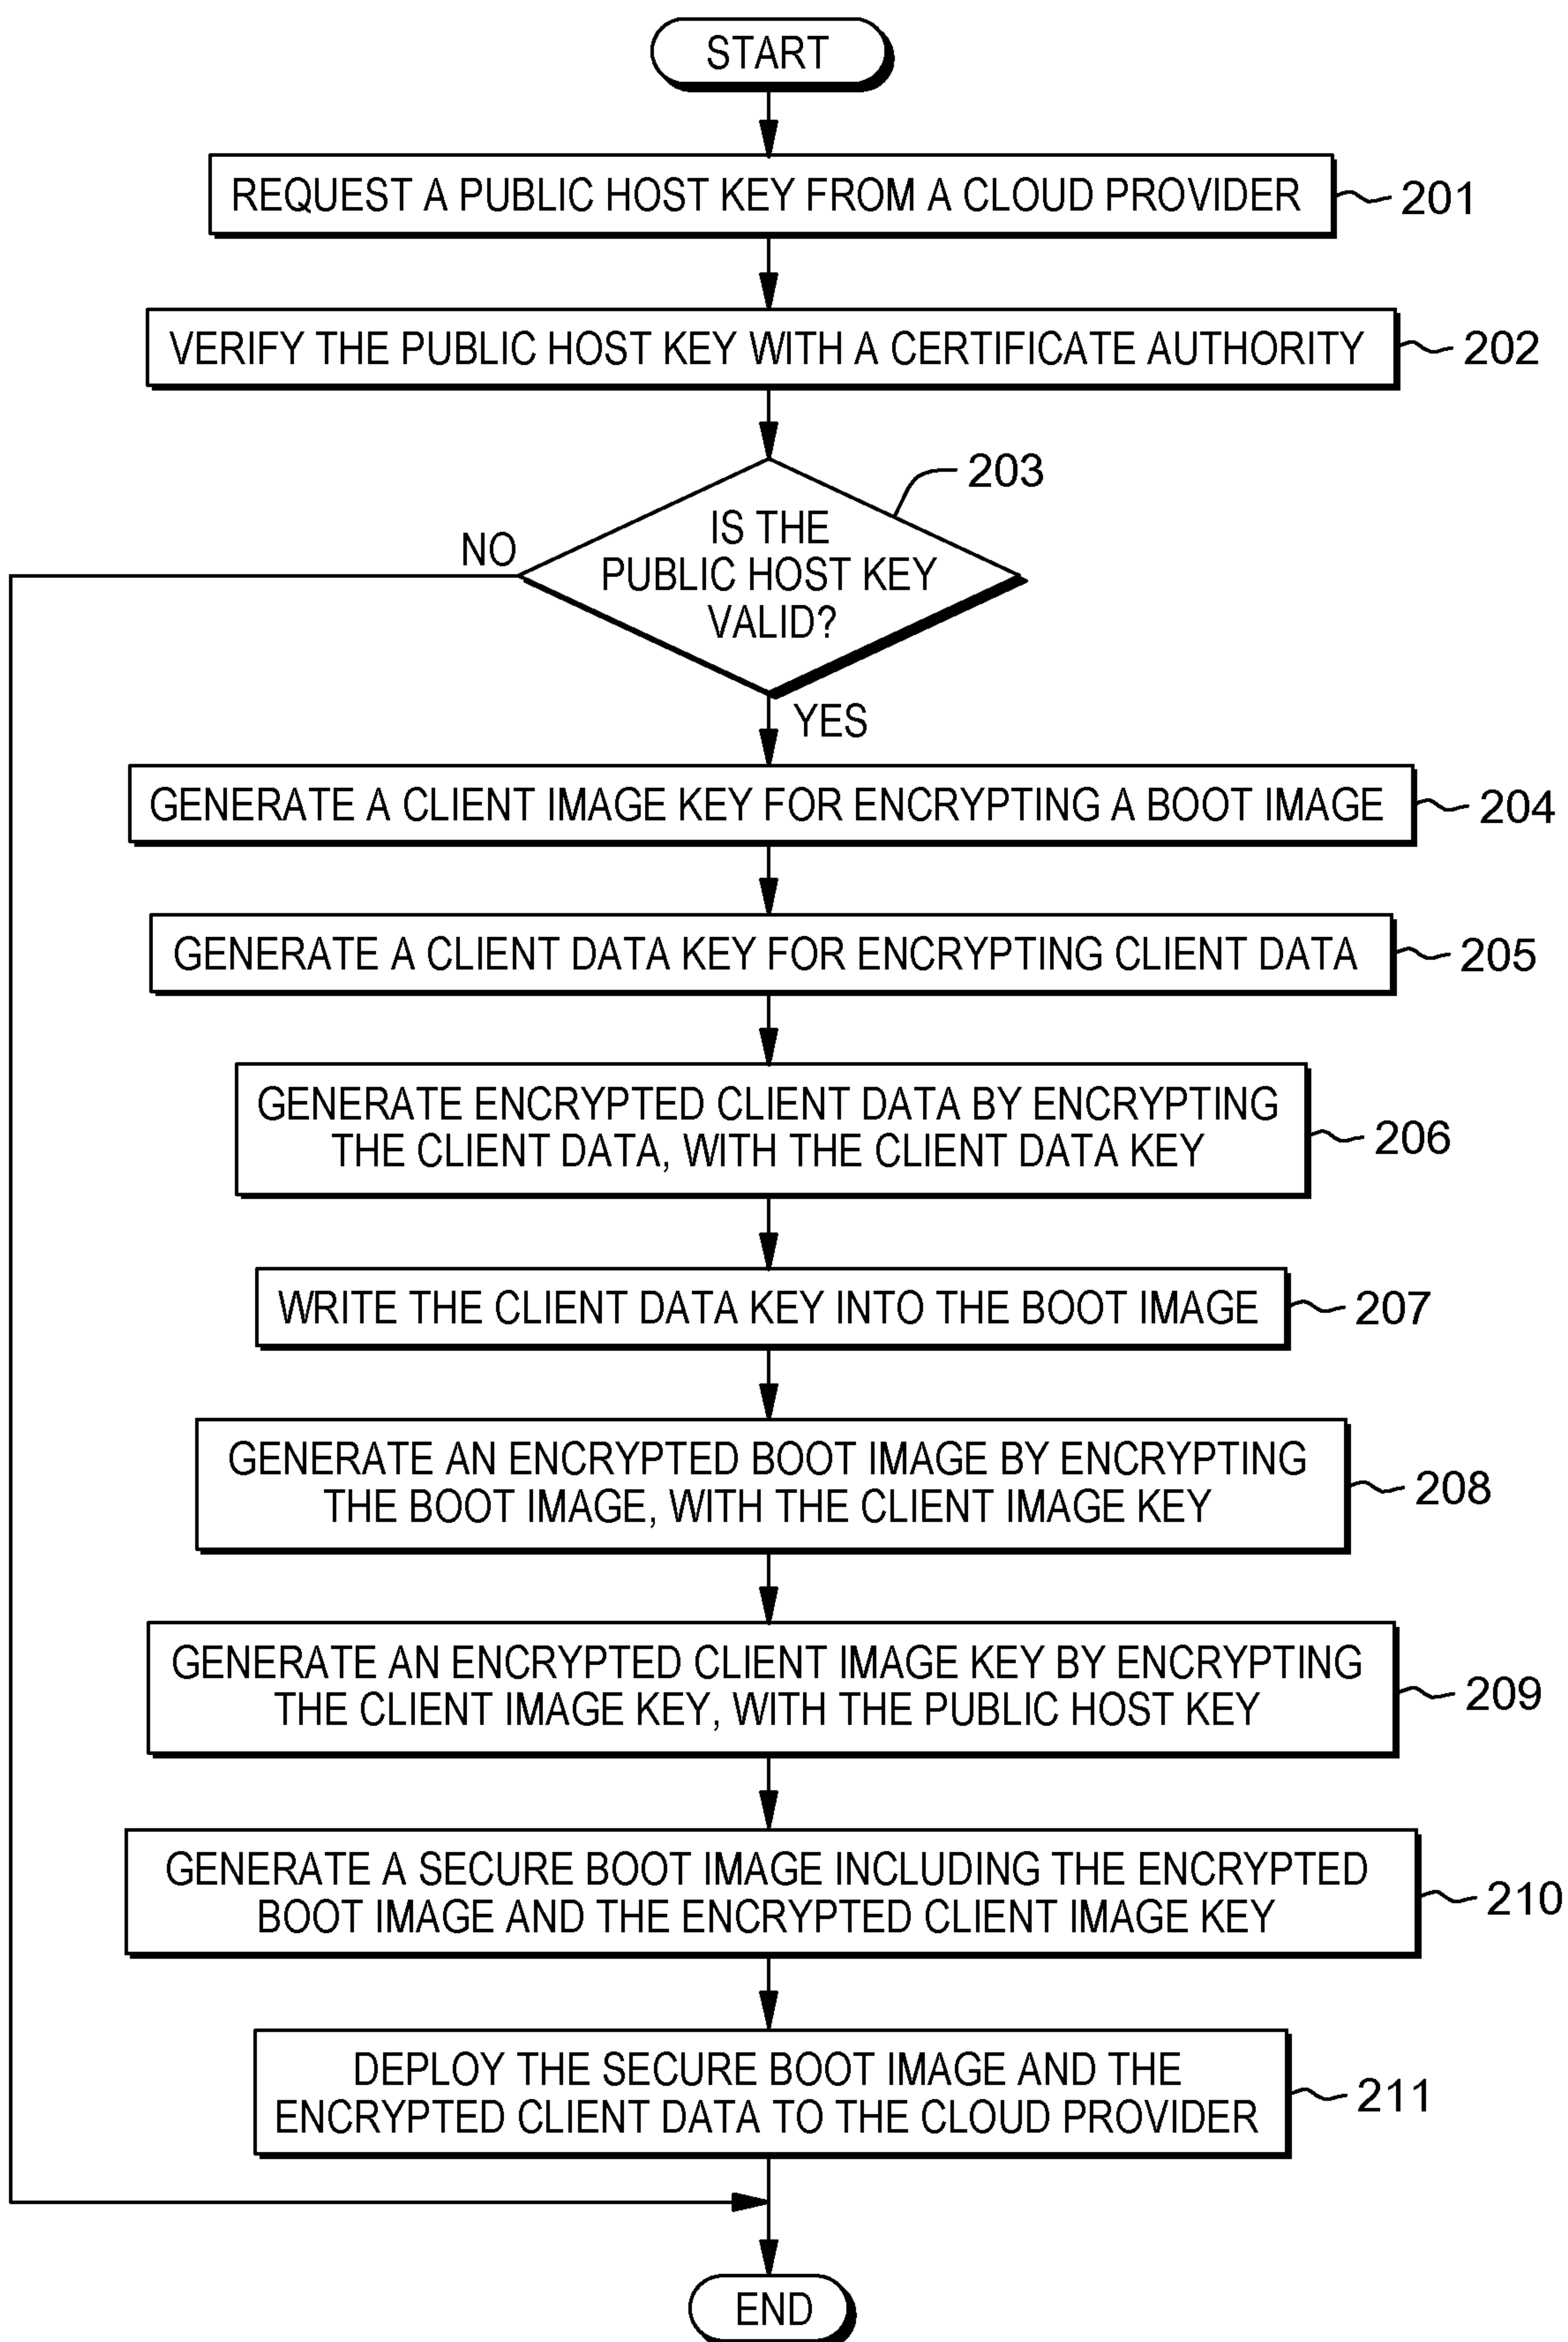 START
REQUEST A PUBLIC HOST KEY FROM A CLOUD PROVIDER
201
VERIFY THE PUBLIC HOST KEY WITH A CERTIFICATE AUTHORITY
202
203
IS THE
PUBLIC HOST KEY
VALID?
NO
YES
GENERATE A CLIENT IMAGE KEY FOR ENCRYPTING A BOOT IMAGE
204
GENERATE A CLIENT DATA KEY FOR ENCRYPTING CLIENT DATA
205
GENERATE ENCRYPTED CLIENT DATA BY ENCRYPTING
THE CLIENT DATA, WITH THE CLIENT DATA KEY
206
WRITE THE CLIENT DATA KEY INTO THE BOOT IMAGE
207
GENERATE AN ENCRYPTED BOOT IMAGE BY ENCRYPTING
THE BOOT IMAGE, WITH THE CLIENT IMAGE KEY
208
GENERATE AN ENCRYPTED CLIENT IMAGE KEY BY ENCRYPTING
THE CLIENT IMAGE KEY, WITH THE PUBLIC HOST KEY
209
GENERATE A SECURE BOOT IMAGE INCLUDING THE ENCRYPTED
BOOT IMAGE AND THE ENCRYPTED CLIENT IMAGE KEY
210
DEPLOY THE SECURE BOOT IMAGE AND THE
ENCRYPTED CLIENT DATA TO THE CLOUD PROVIDER
211
END